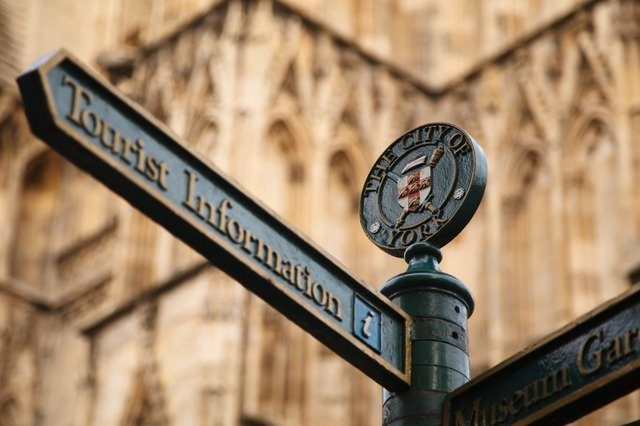 THE CITY OF
YORK
Tourist Information i
Museum